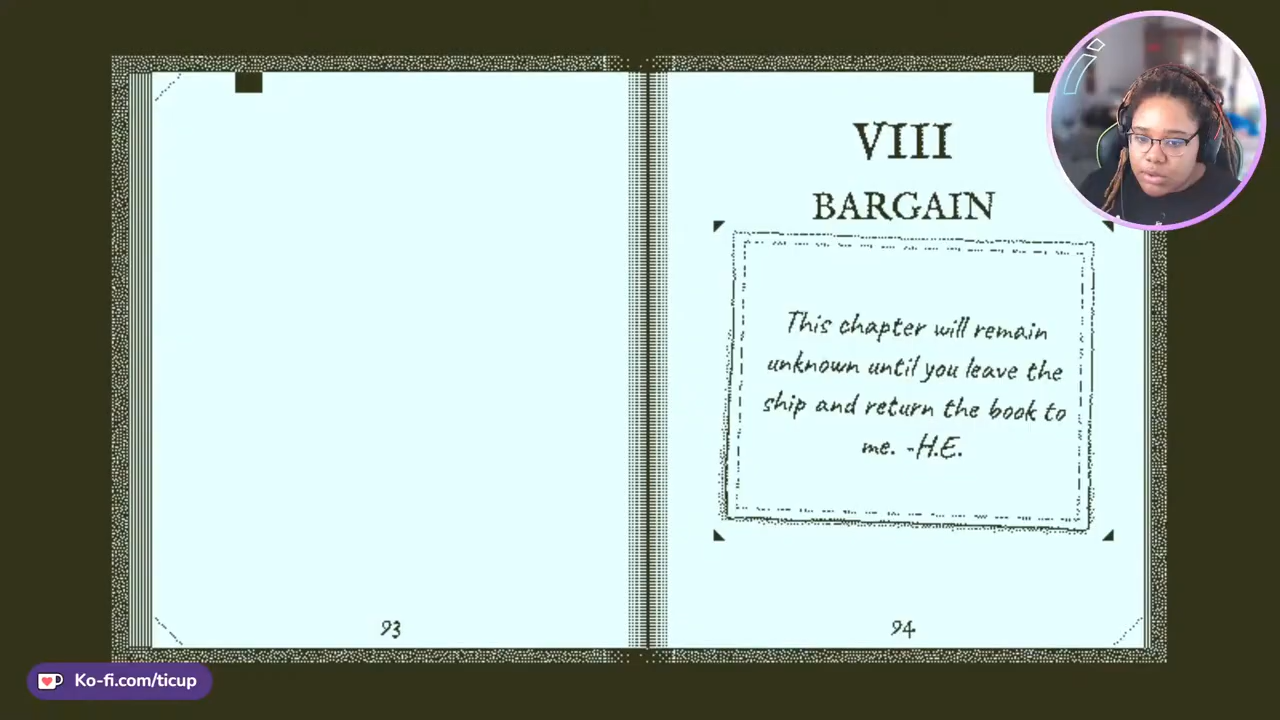 VIII
BARGAIN
This chapter will remain
unknown until you leave the
ship and return the book to
me. -H.E.
93
94
Ko-fi.com/ticup